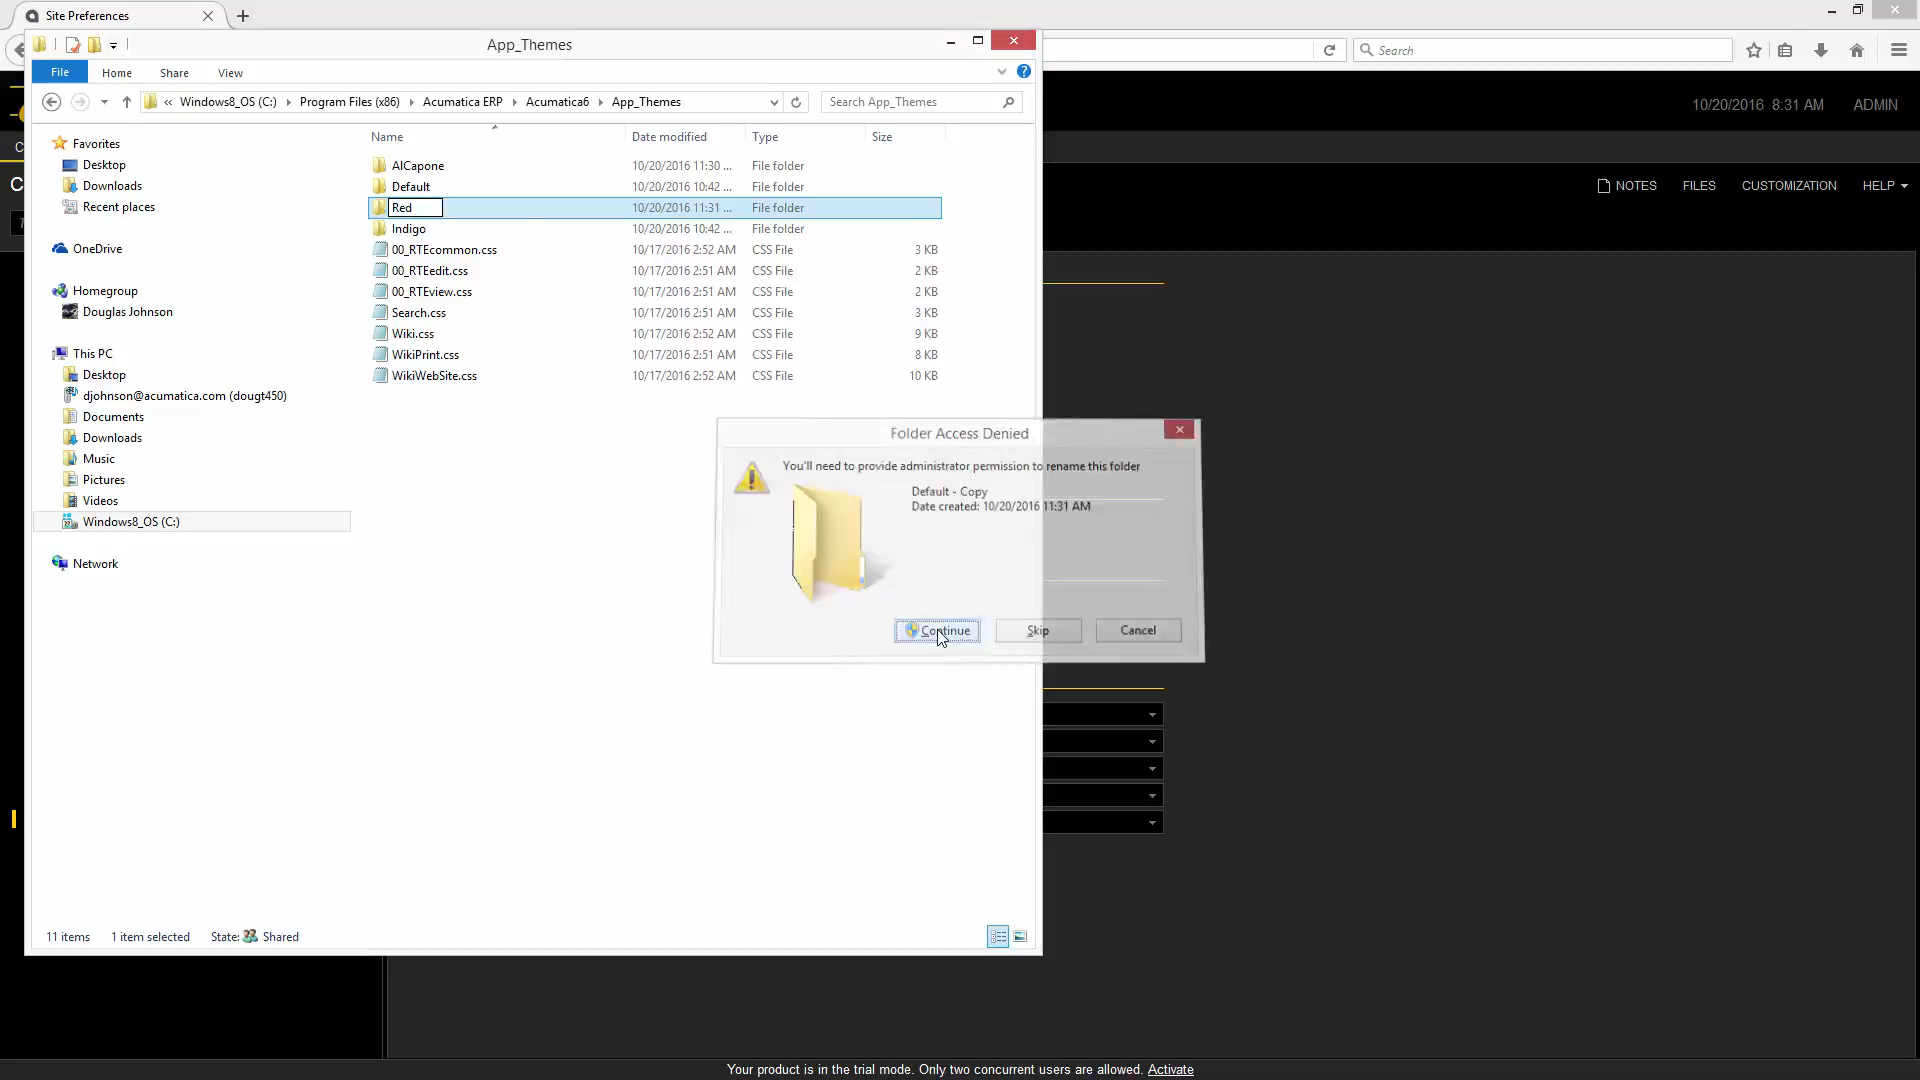 Site Preferences
App_Themes
Search
File
Home
Share
View
Windows8_OS (C:)
Program Files (x86)
Acumatica ERP
Acumatica6
App_Themes
Search App_Themes
10/20/2016 8:31 AM
ADMIN
Name
Date modified
Type
Size
Favorites
Desktop
Downloads
Recent places
OneDrive
Homegroup
Douglas Johnson
This PC
Desktop
djohnson@acumatica.com (dougt450)
Documents
Downloads
Music
Pictures
Videos
Windows8_OS (C:)
Network
AlCapone 10/20/2016 11:30 ... File folder
Default 10/20/2016 10:42 ... File folder
Red 10/20/2016 11:31 ... File folder
Indigo 10/20/2016 10:42 ... File folder
00_RTEcommon.css 10/17/2016 2:52 AM CSS File 3 KB
00_RTEedit.css 10/17/2016 2:51 AM CSS File 2 KB
00_RTEview.css 10/17/2016 2:51 AM CSS File 2 KB
Search.css 10/17/2016 2:51 AM CSS File 3 KB
Wiki.css 10/17/2016 2:52 AM CSS File 9 KB
WikiPrint.css 10/17/2016 2:51 AM CSS File 8 KB
WikiWebSite.css 10/17/2016 2:52 AM CSS File 10 KB
NOTES
FILES
CUSTOMIZATION
HELP
Folder Access Denied
You'll need to provide administrator permission to rename this folder
Default - Copy
Date created: 10/20/2016 11:31 AM
Continue
Skip
Cancel
11 items
1 item selected
State: Shared
Your product is in the trial mode. Only two concurrent users are allowed. Activate